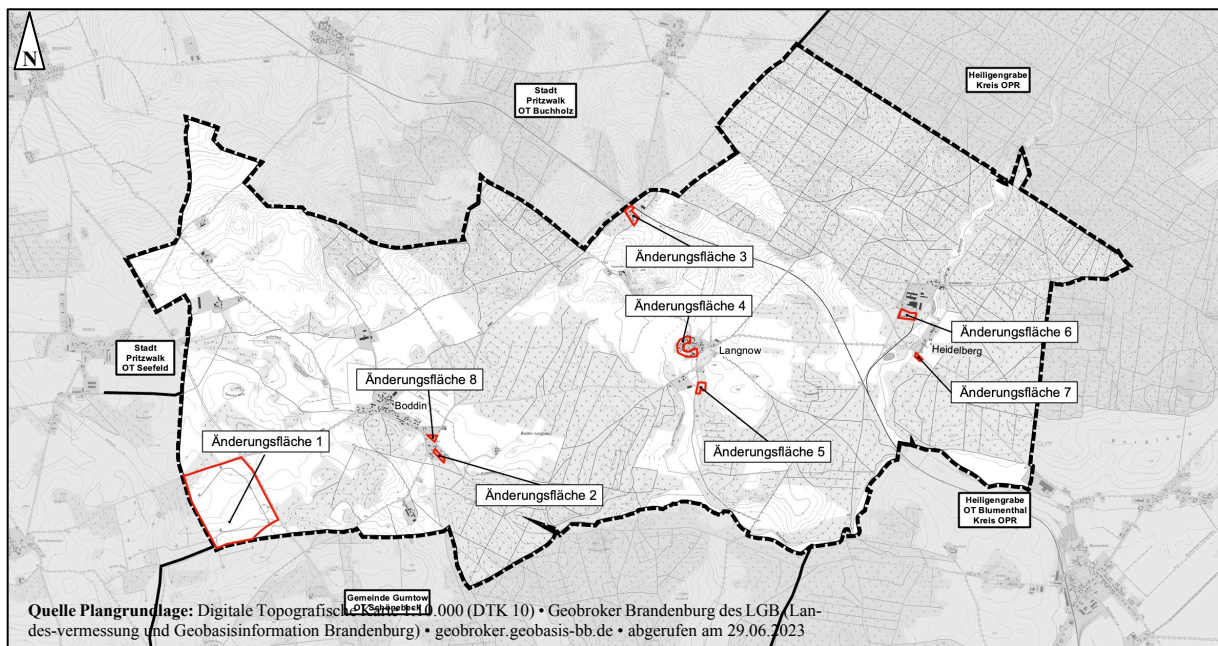 N
Heiligengrabe
Kreis OPR
Stadt
Pritzwalk
OT Buchholz
Änderungsfläche 3
Änderungsfläche 4
Änderungsfläche 6
Stadt
Pritzwalk
OT Seefeld
Langnow
Heidelberg
Änderungsfläche 8
Änderungsfläche 7
Boddin
Änderungsfläche 1
Änderungsfläche 5
Änderungsfläche 2
Heiligengrabe
OT Blumenthal
Kreis OPR
Gemeinde Gumtow
OT Schönebeck
Quelle Plangrundlage: Digitale Topografische Karte 1:10.000 (DTK 10) • Geobroker Brandenburg des LGB (Lan-
des-vermessung und Geobasisinformation Brandenburg) • geobroker.geobasis-bb.de • abgerufen am 29.06.2023